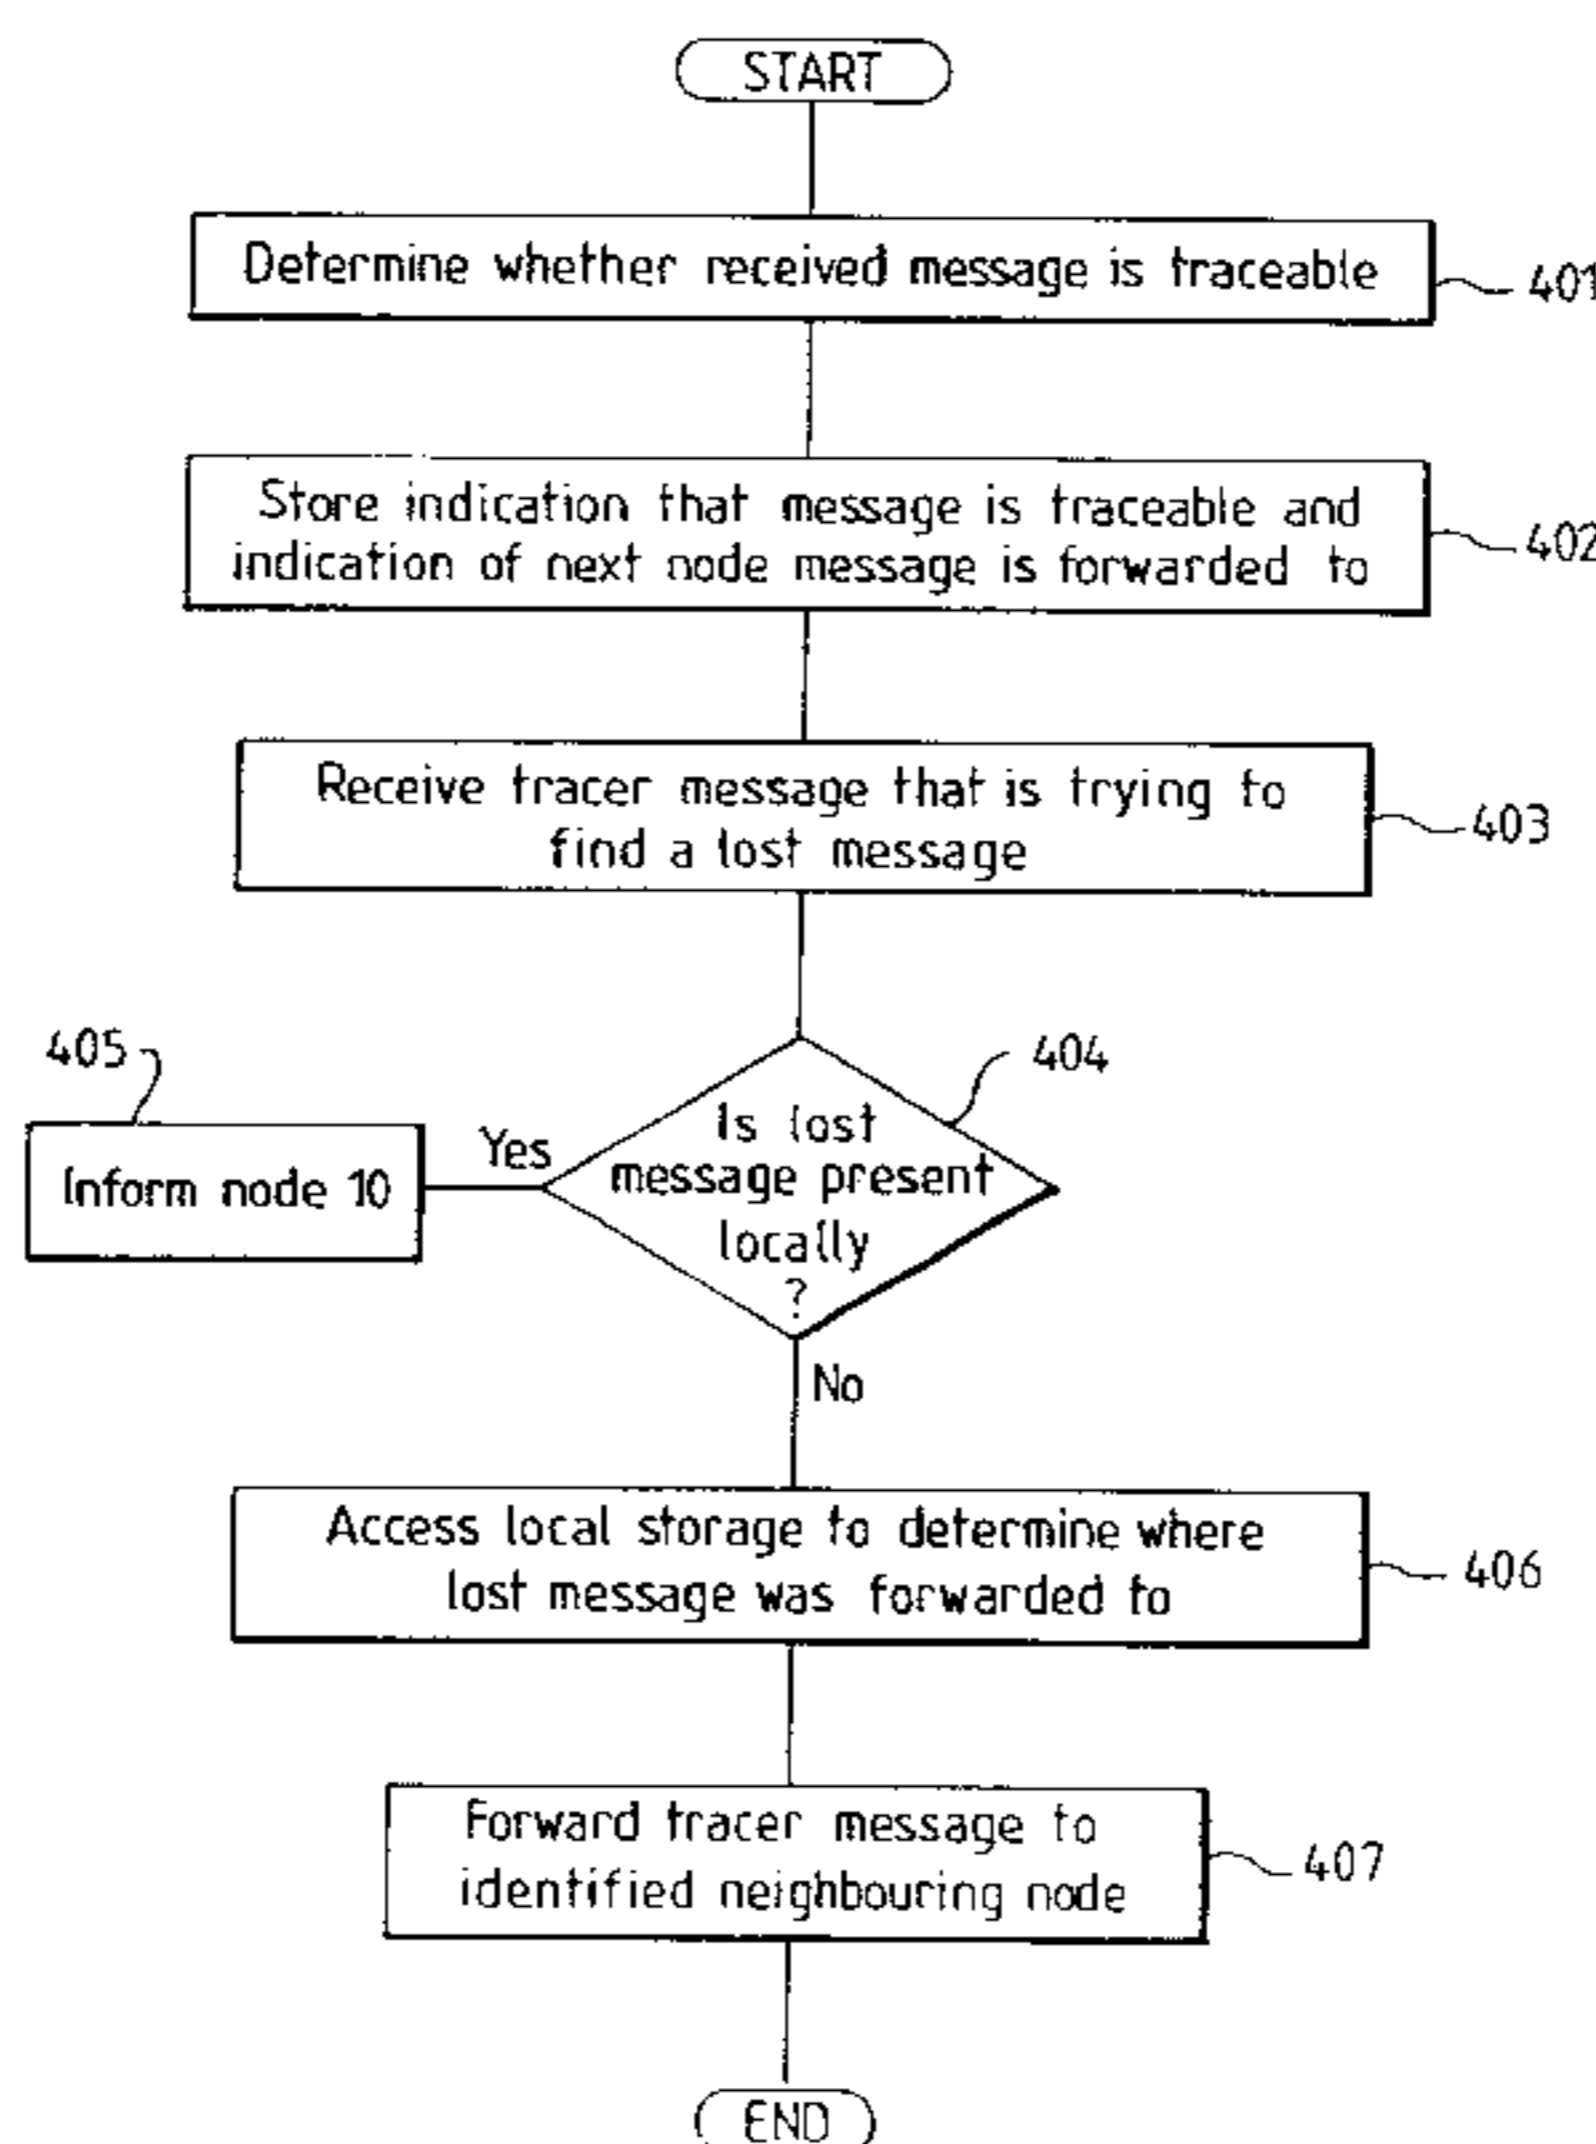 START
Determine whether received message is traceable
401
Store indication that message is traceable and
indication of next node message is forwarded to
402
Receive tracer message that is trying to
find a lost message
403
405
404
Is lost
message present
locally
?
Yes
Inform node 10
No
Access local storage to determine where
lost message was forwarded to
406
Forward tracer message to
identified neighbouring node
407
END